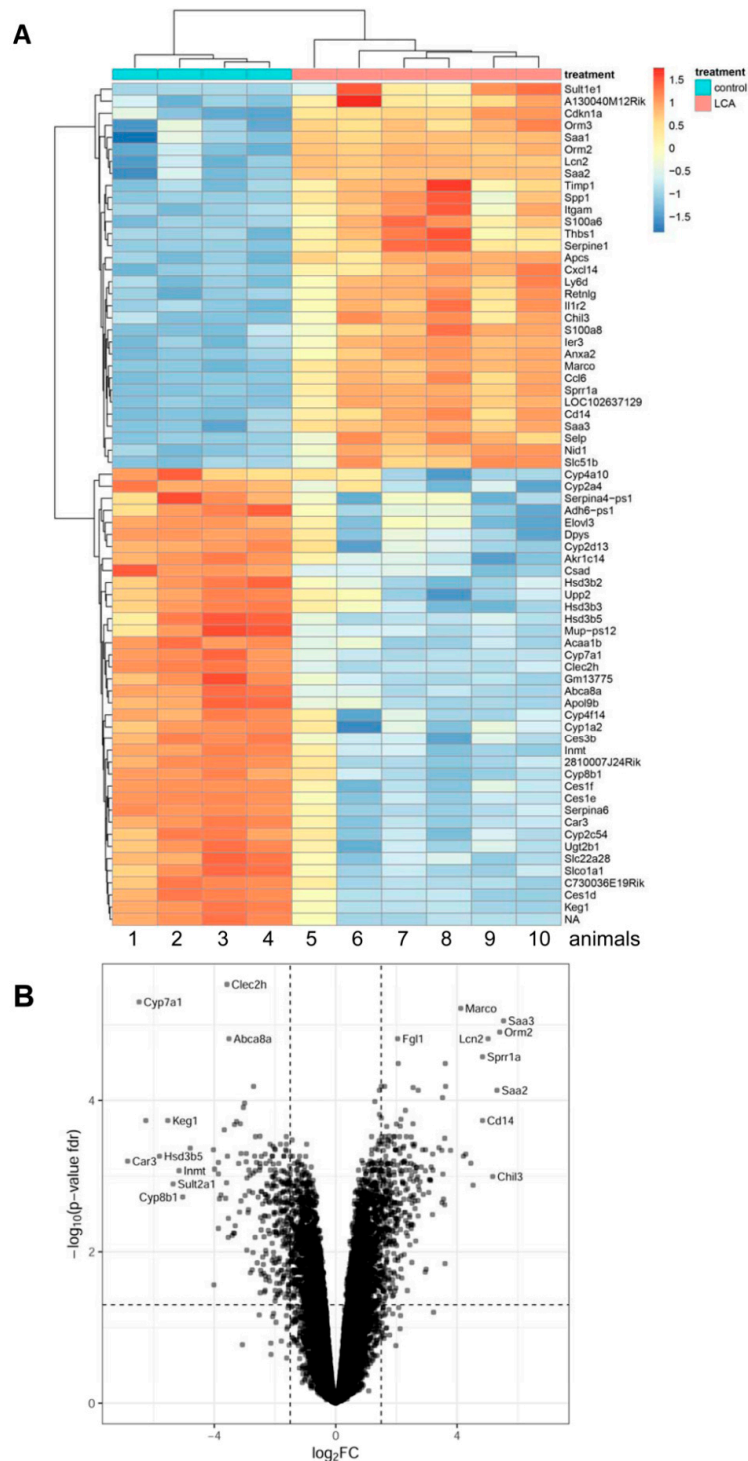 A
treatment
Sult1e1
A130040M12Rik
Cdkn1a
Orm3
Saa1
Orm2
Lcn2
Saa2
Timp1
Spp1
Itgam
S100a6
Thbs1
Serpine1
Apcs
Cxcl14
Ly6d
Retnlg
Il1r2
Chil3
S100a8
Ier3
Anxa2
Marco
Ccl6
Sprr1a
LOC102637129
Cd14
Saa3
Selp
Nid1
Slc51b
Cyp4a10
Cyp2a4
Serpina4-ps1
Adh6-ps1
Elovl3
Dpys
Cyp2d13
Akr1c14
Csad
Hsd3b2
Upp2
Hsd3b3
Hsd3b5
Mup-ps12
Acaa1b
Cyp7a1
Clec2h
Gm13775
Abca8a
Apol9b
Cyp4f14
Cyp1a2
Ces3b
Inmt
2810007J24Rik
Cyp8b1
Ces1f
Ces1e
Serpina6
Car3
Cyp2c54
Ugt2b1
Slc22a28
Slco1a1
C730036E19Rik
Ces1d
Keg1
NA
1.5
1
0.5
0
−0.5
−1
−1.5
treatment
control
LCA
1 2 3 4 5 6 7 8 9 10 animals
B
Clec2h
Cyp7a1
Marco
Saa3
Orm2
Abca8a
Fgl1
Lcn2
Sprr1a
Saa2
Keg1
Cd14
Hsd3b5
Car3
Inmt
Chil3
Sult2a1
Cyp8b1
4
−2
0
−log10(p-value fdr)
−4 0 4
log2FC